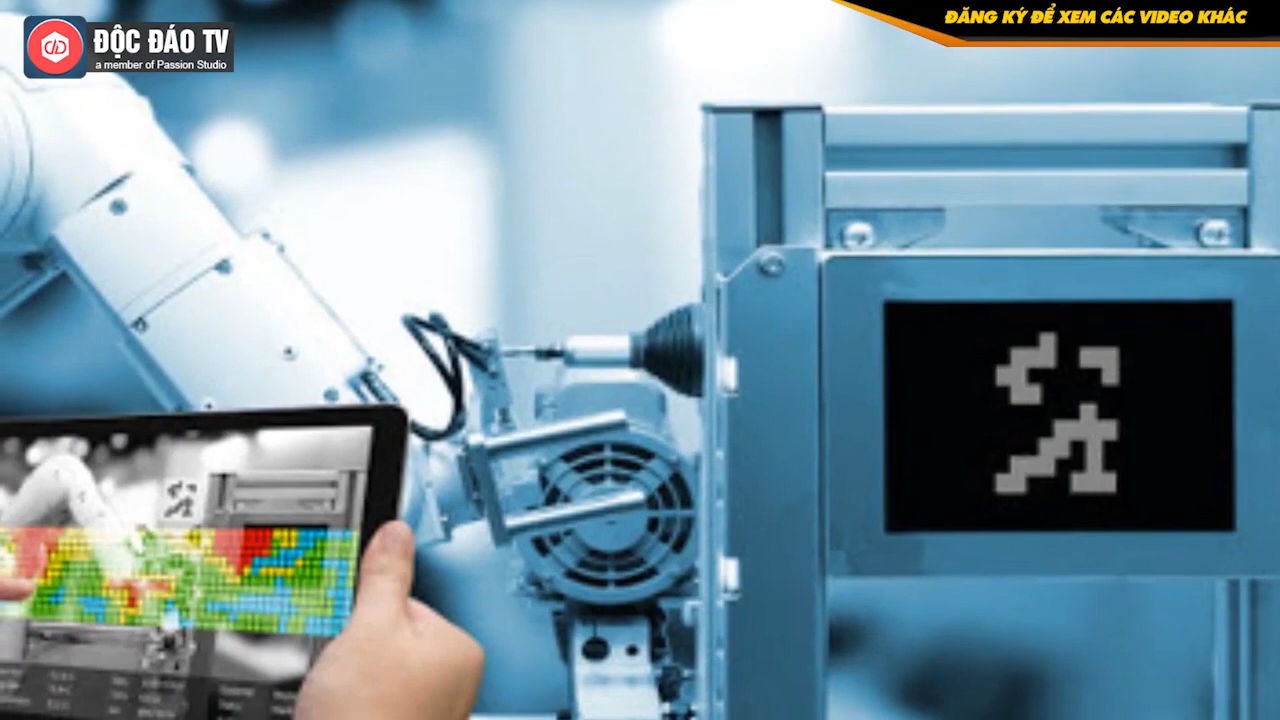 ĐỘC ĐÁO TV
a member of Passion Studio
ĐĂNG KÝ ĐỂ XEM CÁC VIDEO KHÁC